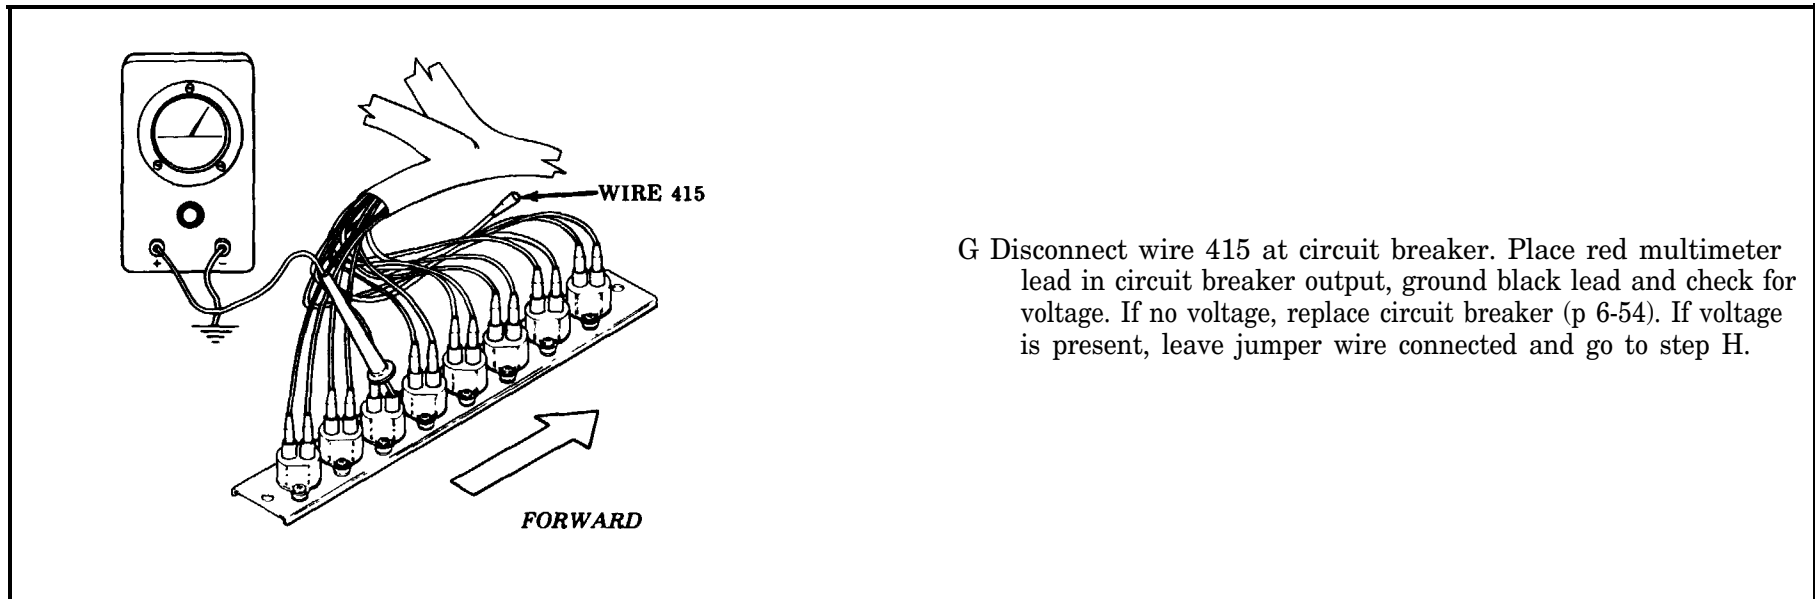 WIRE 415
+
−
FORWARD
G Disconnect wire 415 at circuit breaker. Place red multimeter
lead in circuit breaker output, ground black lead and check for
voltage. If no voltage, replace circuit breaker (p 6-54). If voltage
is present, leave jumper wire connected and go to step H.